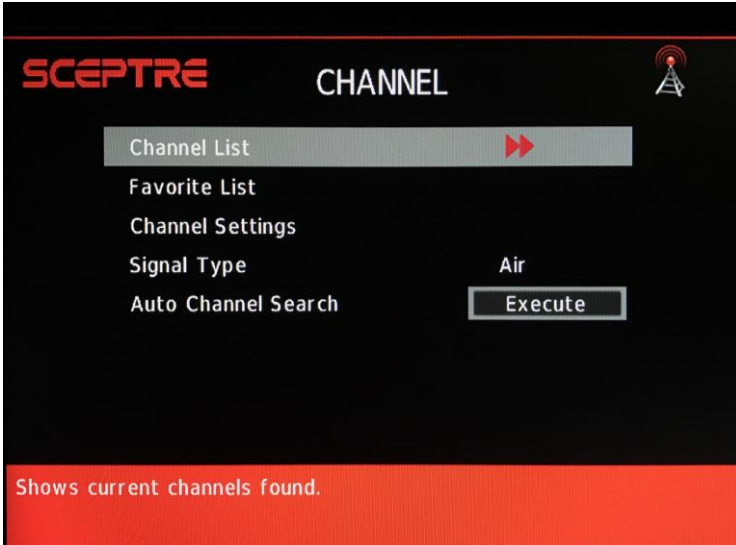 SCEPTRE
CHANNEL
Channel List
Favorite List
Channel Settings
Signal Type Air
Auto Channel Search Execute
Shows current channels found.